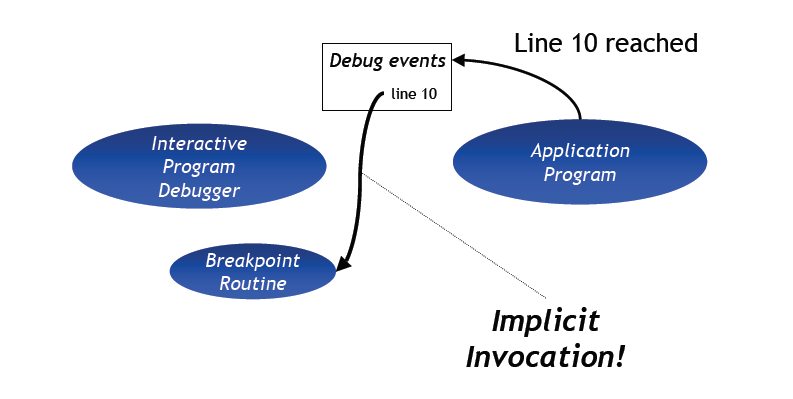 Line 10 reached
Debug events
line 10
Interactive
Program
Debugger
Application
Program
Breakpoint
Routine
Implicit
Invocation!